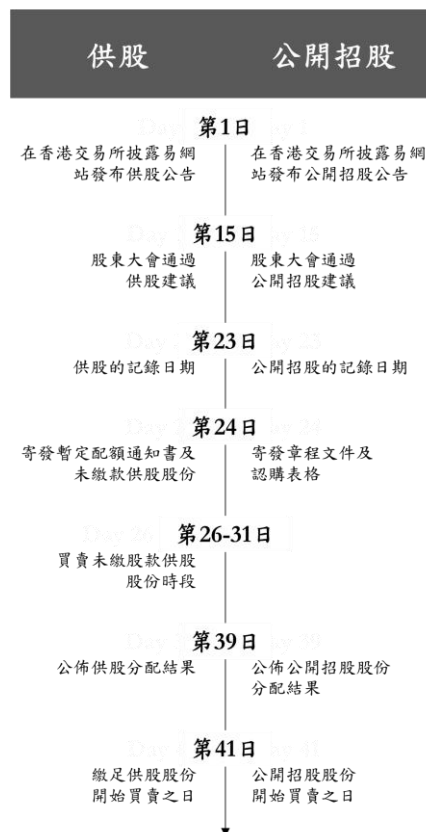 供股
公開招股
第1日
在香港交易所披露易網
站發布供股公告
在香港交易所披露易網
站發布公開招股公告
第15日
股東大會通過
供股建議
股東大會通過
公開招股建議
第23日
供股的記錄日期
公開招股的記錄日期
第24日
寄發暫定配額通知書及
未繳款供股股份
寄發章程文件及
認購表格
第26-31日
買賣未繳股款供股
股份時段
第39日
公佈供股分配結果
公佈公開招股股份
分配結果
第41日
繳足供股股份
開始買賣之日
公開招股股份
開始買賣之日